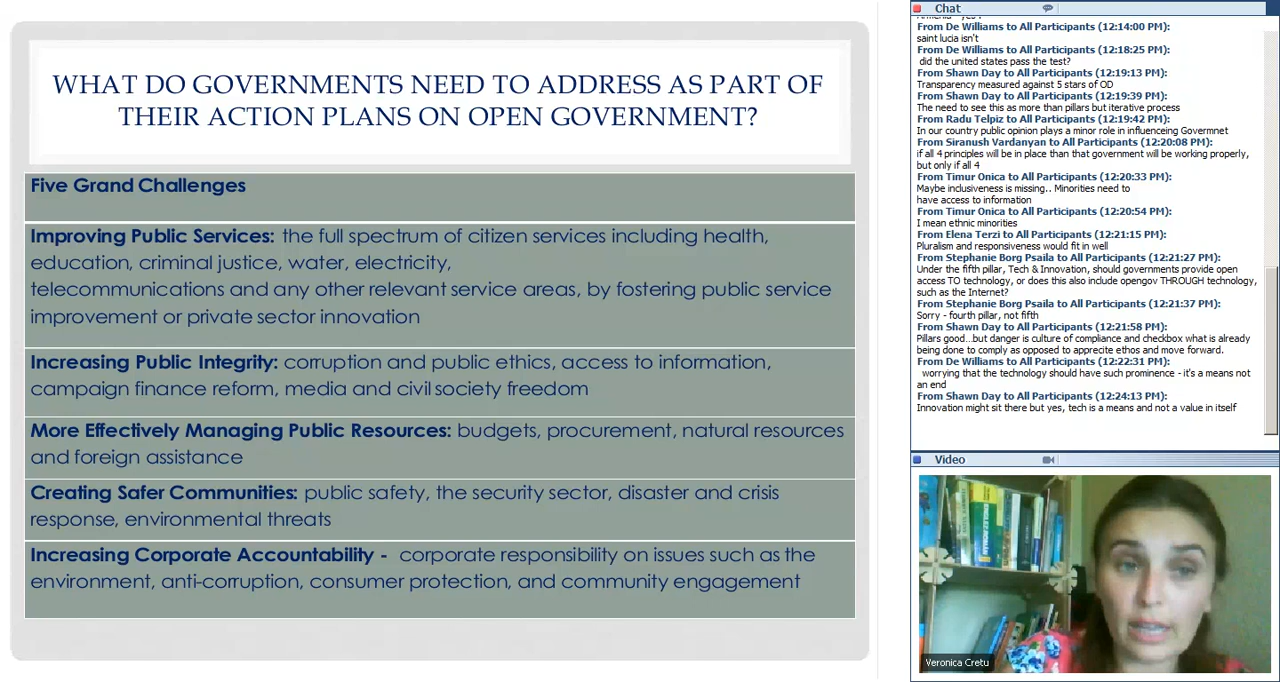 WHAT DO GOVERNMENTS NEED TO ADDRESS AS PART OF
THEIR ACTION PLANS ON OPEN GOVERNMENT?
Five Grand Challenges
Improving Public Services: the full spectrum of citizen services including health,
education, criminal justice, water, electricity,
telecommunications and any other relevant service areas, by fostering public service
improvement or private sector innovation
Increasing Public Integrity: corruption and public ethics, access to information,
campaign finance reform, media and civil society freedom
More Effectively Managing Public Resources: budgets, procurement, natural resources
and foreign assistance
Creating Safer Communities: public safety, the security sector, disaster and crisis
response, environmental threats
Increasing Corporate Accountability - corporate responsibility on issues such as the
environment, anti-corruption, consumer protection, and community engagement
Chat
From De Williams to All Participants (12:14:00 PM):
saint lucia isn't
From De Williams to All Participants (12:18:25 PM):
did the united states pass the test?
From Shawn Day to All Participants (12:19:13 PM):
Transparency measured against 5 stars of OD
From Shawn Day to All Participants (12:19:39 PM):
The need to see this as more than pillars but iterative process
From Radu Telpiz to All Participants (12:19:42 PM):
In our country public opinion plays a minor role in influenceing Govermnet
From Siranush Vardanyan to All Participants (12:20:08 PM):
if all 4 principles will be in place than that government will be working properly,
but only if all 4
From Timur Onica to All Participants (12:20:33 PM):
Maybe inclusiveness is missing.. Minorities need to
have access to information
From Timur Onica to All Participants (12:20:54 PM):
I mean ethnic minorities
From Elena Terzi to All Participants (12:21:15 PM):
Pluralism and responsiveness would fit in well
From Stephanie Borg Psaila to All Participants (12:21:27 PM):
Under the fifth pillar, Tech & Innovation, should governments provide open
access TO technology, or does this also include opengov THROUGH technology,
such as the Internet?
From Stephanie Borg Psaila to All Participants (12:21:37 PM):
Sorry - fourth pillar, not fifth
From Shawn Day to All Participants (12:21:58 PM):
Pillars good...but danger is culture of compliance and checkbox what is already
being done to comply as opposed to apprecite ethos and move forward.
From De Williams to All Participants (12:22:31 PM):
worrying that the technology should have such prominence - it's a means not
an end
From Shawn Day to All Participants (12:24:13 PM):
Innovation might sit there but yes, tech is a means and not a value in itself
Video
Veronica Cretu